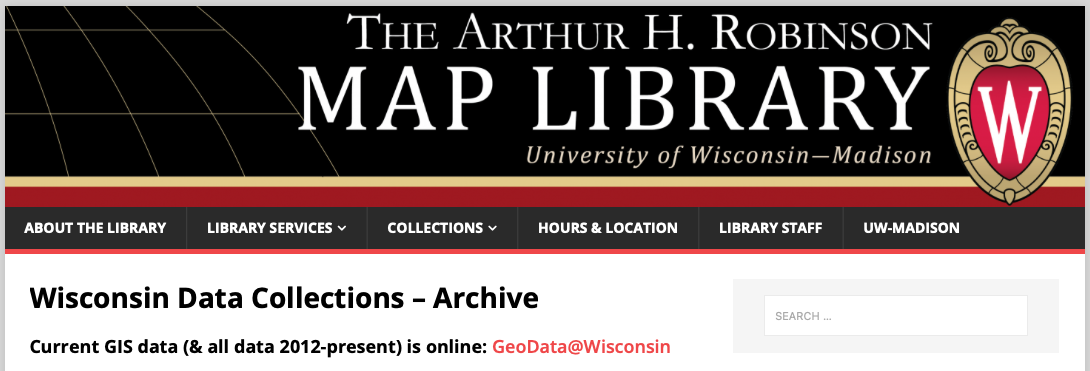 THE ARTHUR H. ROBINSON
MAP LIBRARY
University of Wisconsin—Madison
W
ABOUT THE LIBRARY LIBRARY SERVICES COLLECTIONS HOURS & LOCATION LIBRARY STAFF UW-MADISON
Wisconsin Data Collections – Archive
SEARCH ...
Current GIS data (& all data 2012-present) is online: GeoData@Wisconsin